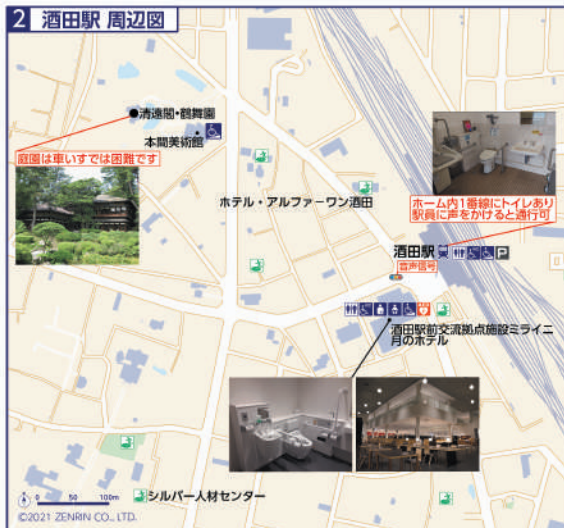 2 酒田駅 周辺図
清遠閣・鶴舞園
本間美術館
庭園は車いすでは困難です
ホテル・アルファーワン酒田
ホーム内1番線にトイレあり
駅員に声をかけると通行可
酒田駅
P
音声信号
酒田駅前交流拠点施設ミライニ
月のホテル
シルバー人材センター
0 50 100m
©2021 ZENRIN CO., LTD.